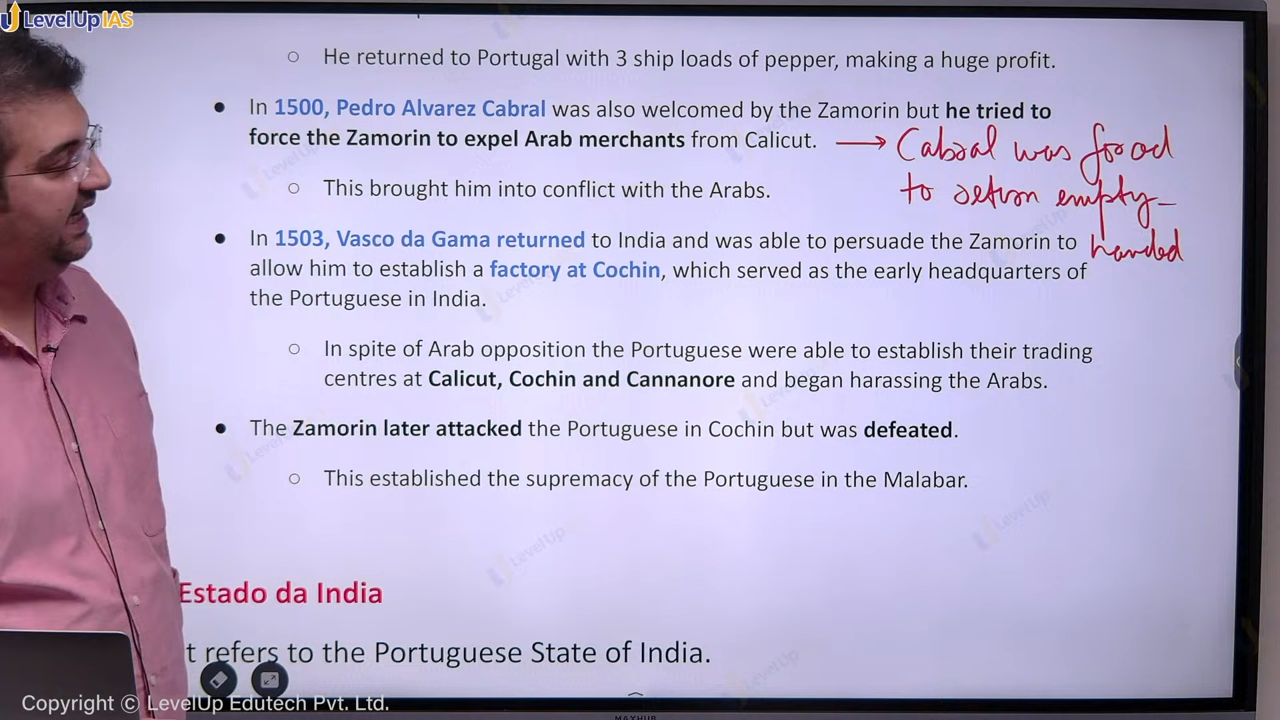 LevelUp IAS
○ He returned to Portugal with 3 ship loads of pepper, making a huge profit.
● In 1500, Pedro Alvarez Cabral was also welcomed by the Zamorin but he tried to
force the Zamorin to expel Arab merchants from Calicut. → Cabral was forced
○ This brought him into conflict with the Arabs. to return empty-
● In 1503, Vasco da Gama returned to India and was able to persuade the Zamorin to handed
allow him to establish a factory at Cochin, which served as the early headquarters of
the Portuguese in India.
○ In spite of Arab opposition the Portuguese were able to establish their trading
centres at Calicut, Cochin and Cannanore and began harassing the Arabs.
● The Zamorin later attacked the Portuguese in Cochin but was defeated.
○ This established the supremacy of the Portuguese in the Malabar.
Estado da India
t refers to the Portuguese State of India.
Copyright © LevelUp Edutech Pvt. Ltd.
MAXHUB